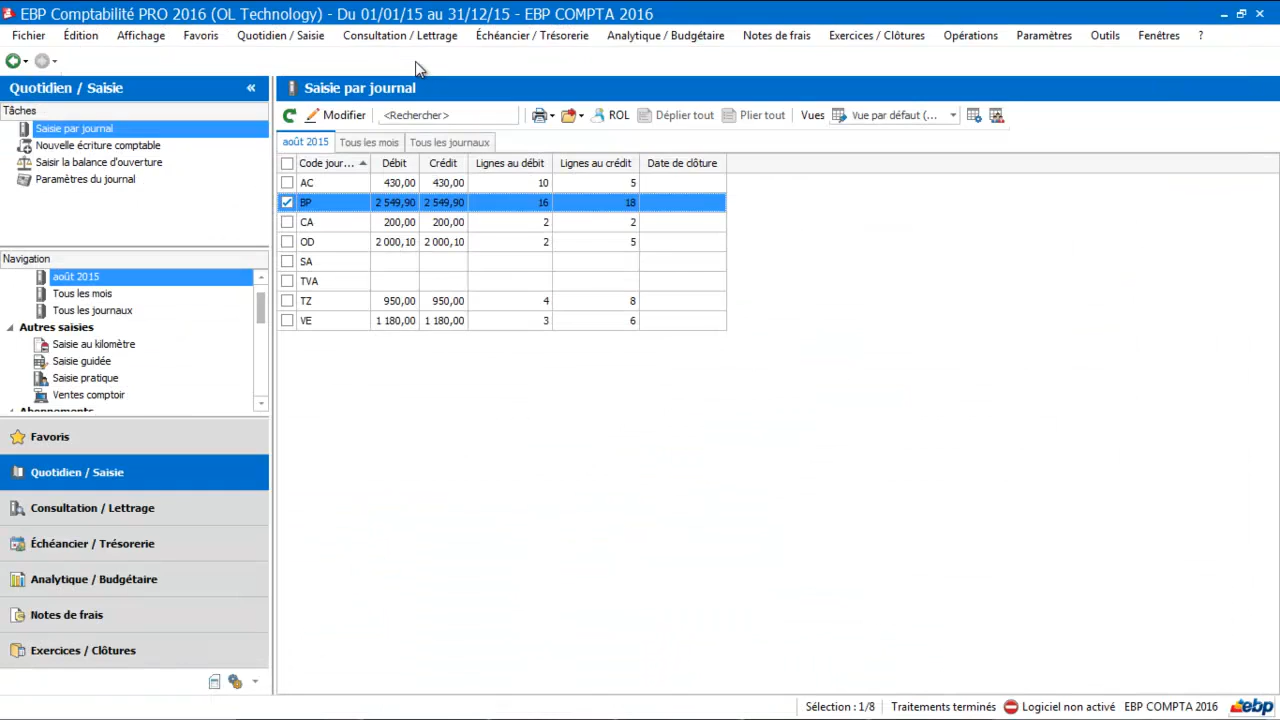 EBP Comptabilité PRO 2016 (OL Technology) - Du 01/01/15 au 31/12/15 - EBP COMPTA 2016
Fichier Édition Affichage Favoris Quotidien / Saisie Consultation / Lettrage Échéancier / Trésorerie Analytique / Budgétaire Notes de frais Exercices / Clôtures Opérations Paramètres Outils Fenêtres ?
Quotidien / Saisie «
Tâches
Saisie par journal
Nouvelle écriture comptable
Saisir la balance d'ouverture
Paramètres du journal
Navigation
août 2015
Tous les mois
Tous les journaux
Autres saisies
Saisie au kilomètre
Saisie guidée
Saisie pratique
Ventes comptoir
Abonnements
Favoris
Quotidien / Saisie
Consultation / Lettrage
Échéancier / Trésorerie
Analytique / Budgétaire
Notes de frais
Exercices / Clôtures
Saisie par journal
Modifier <Rechercher> ROL Déplier tout Plier tout Vues Vue par défaut (...
août 2015 Tous les mois Tous les journaux
Code jour... Débit Crédit Lignes au débit Lignes au crédit Date de clôture
AC 430,00 430,00 10 5
BP 2 549,90 2 549,90 16 18
CA 200,00 200,00 2 2
OD 2 000,10 2 000,10 2 5
SA
TVA
TZ 950,00 950,00 4 8
VE 1 180,00 1 180,00 3 6
Sélection : 1/8 Traitements terminés Logiciel non activé EBP COMPTA 2016 ebp